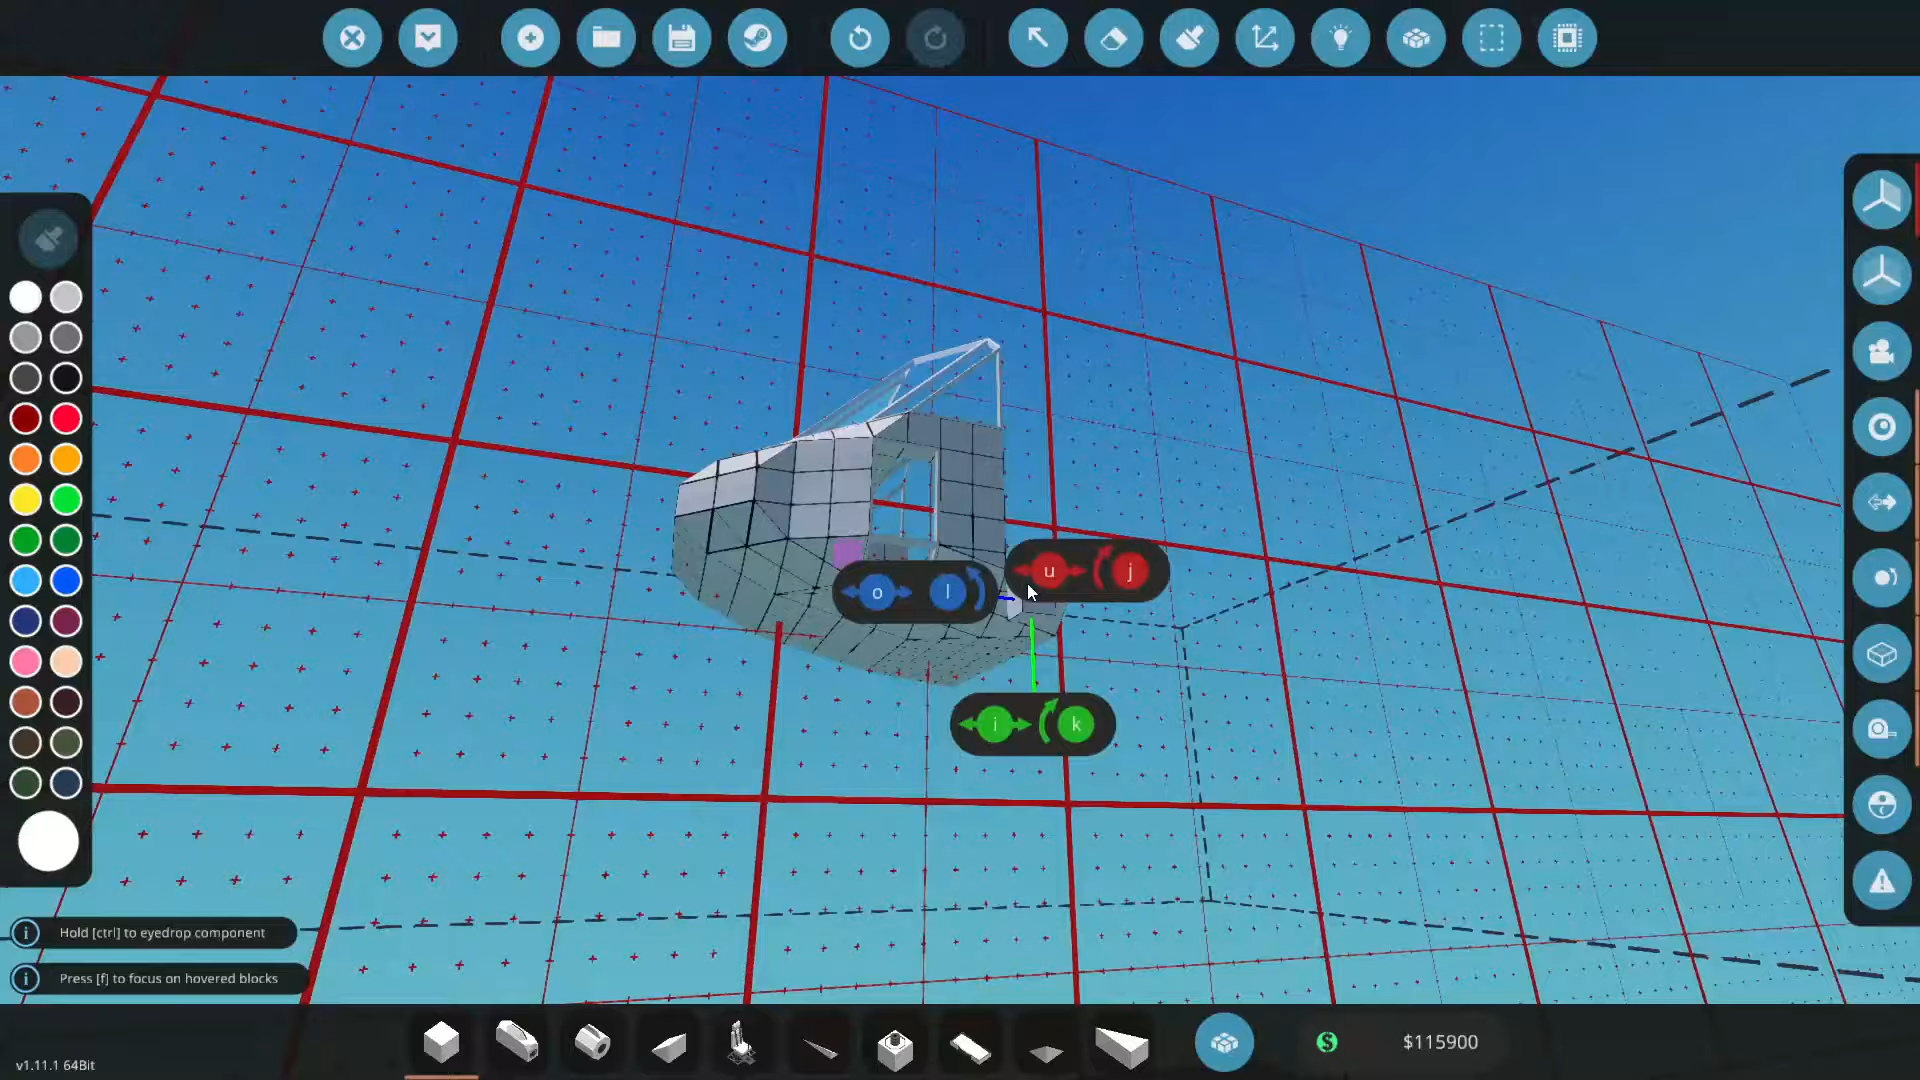 u j
o l
i k
Hold [ctrl] to eyedrop component
Press [f] to focus on hovered blocks
$115900
v1.11.1 64Bit